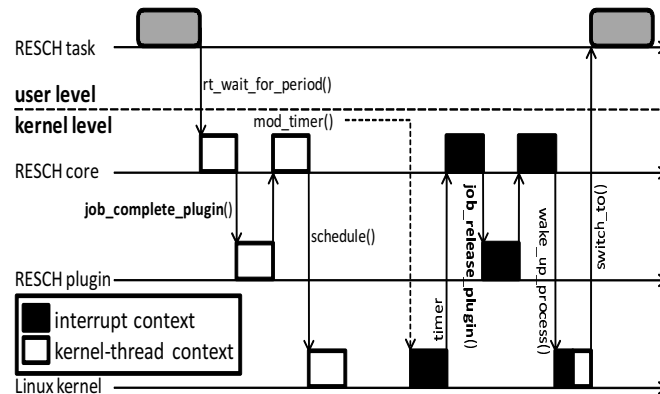 RESCH task
rt_wait_for_period()
user level
kernel level
mod_timer()
RESCH core
job_complete_plugin()
schedule()
timer
job_release_plugin()
wake_up_process()
switch_to()
RESCH plugin
interrupt context
kernel-thread context
Linux kernel